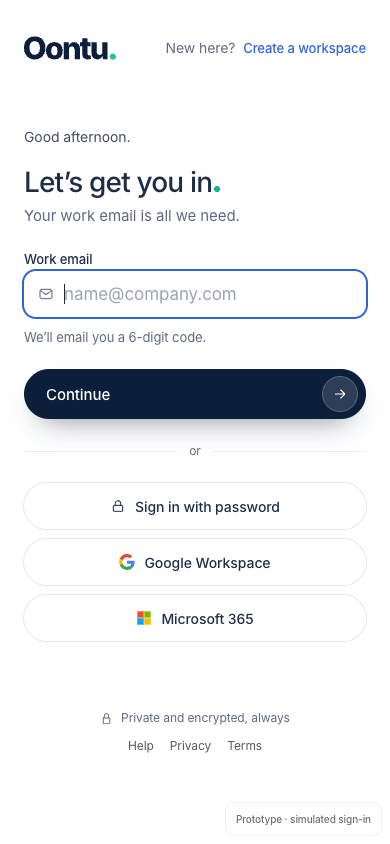 Oontu.
New here? Create a workspace
Good afternoon.
Let’s get you in.
Your work email is all we need.
Work email
name@company.com
We’ll email you a 6-digit code.
Continue
or
Sign in with password
Google Workspace
Microsoft 365
Private and encrypted, always
Help Privacy Terms
Prototype · simulated sign-in